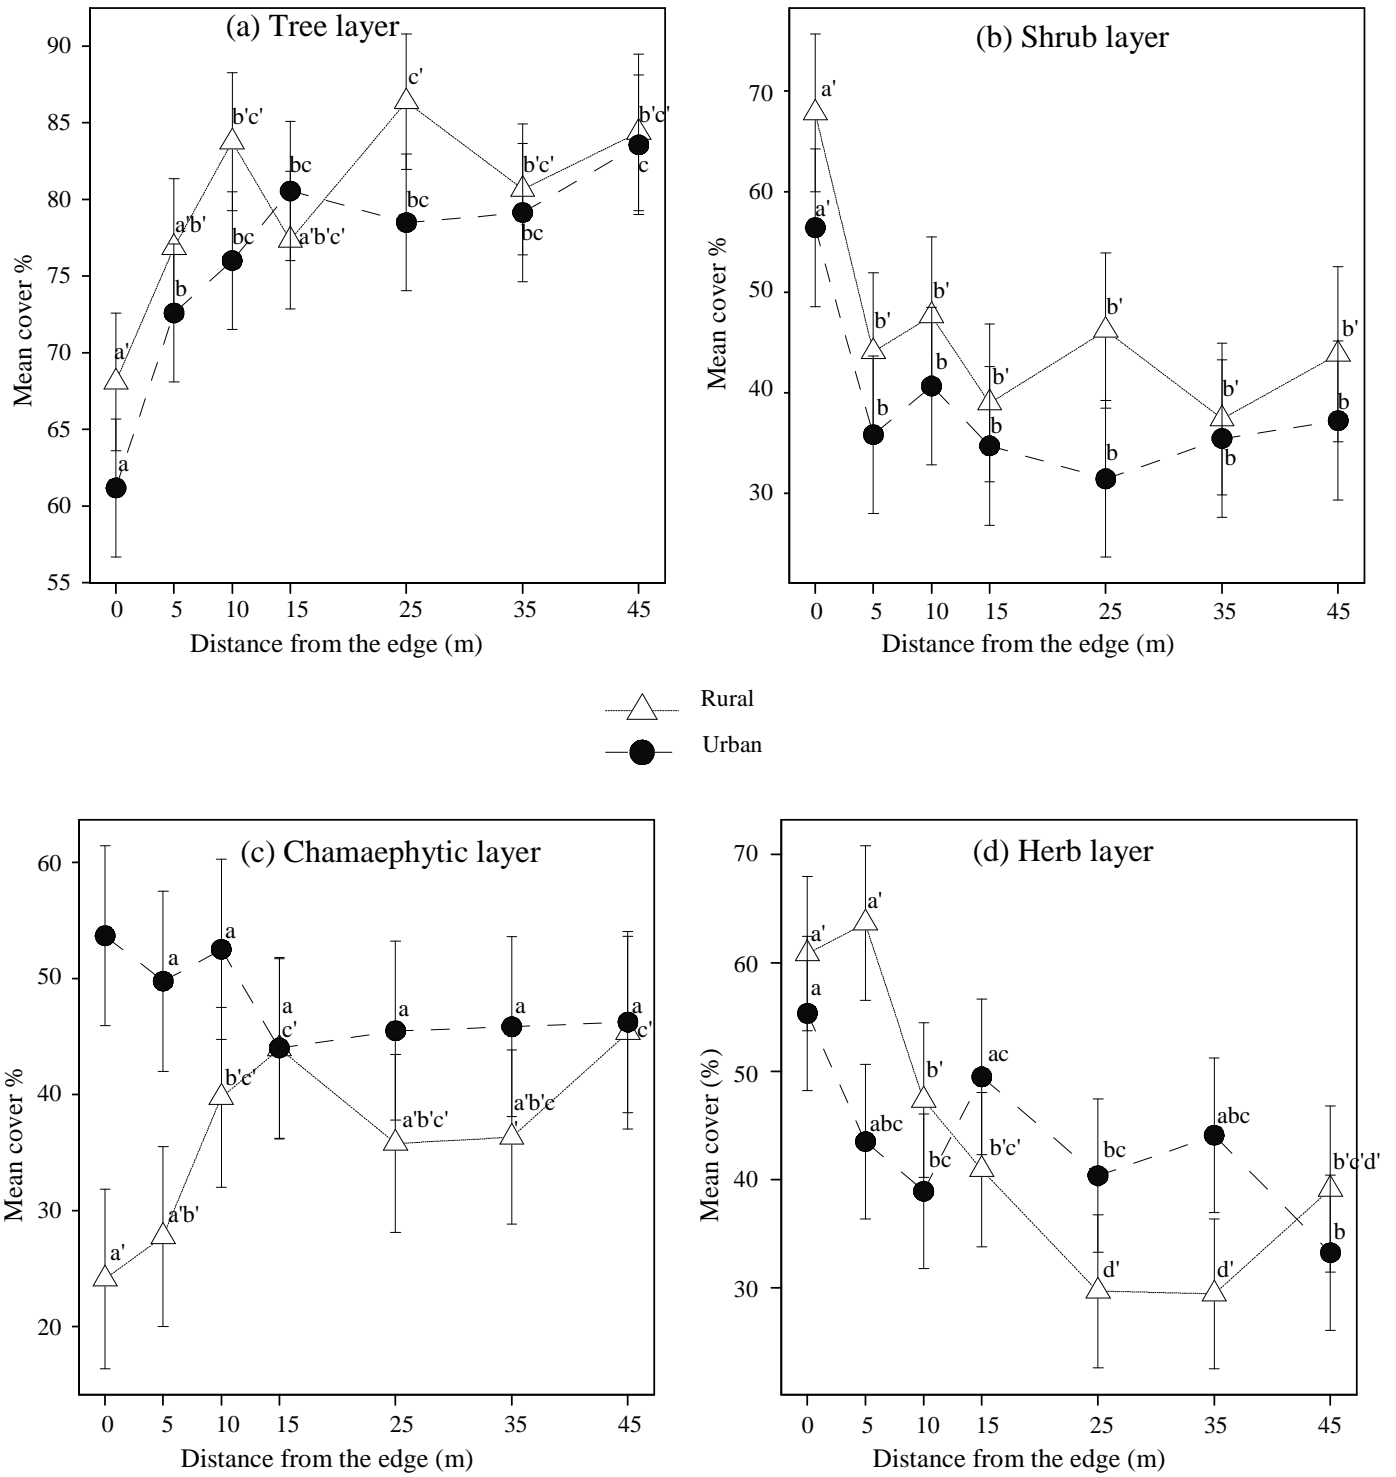 (a) Tree layer
90
85
80
75
70
65
60
55
Mean cover %
a'
a'b'
b'c'
a'b'c'
c'
b'c'
b'c'
a
b
bc
bc
bc
bc
c
0 5 10 15 25 35 45
Distance from the edge (m)
(b) Shrub layer
70
60
50
40
30
Mean cover %
a'
b'
b'
b'
b'
b'
b'
a'
b
b
b
b
b
b
0 5 10 15 25 35 45
Distance from the edge (m)
Rural
Urban
(c) Chamaephytic layer
60
50
40
30
20
Mean cover %
a
a
a
a
a
a
a'
a'b'
b'c'
c'
a'b'c'
a'b'c
'
c'
0 5 10 15 25 35 45
Distance from the edge (m)
(d) Herb layer
70
60
50
40
30
Mean cover (%)
a'
a'
b'
b'c'
d'
d'
b'c'd'
a
abc
bc
ac
bc
abc
b
0 5 10 15 25 35 45
Distance from the edge (m)